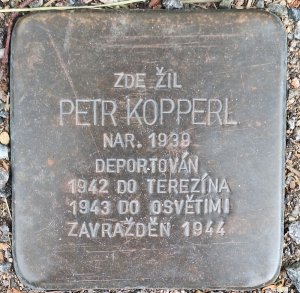 ZDE ŽIL
PETR KOPPERL
NAR. 1939
DEPORTOVÁN
1942 DO TEREZÍNA
1943 DO OSVĚTIMI
ZAVRAŽDĚN 1944